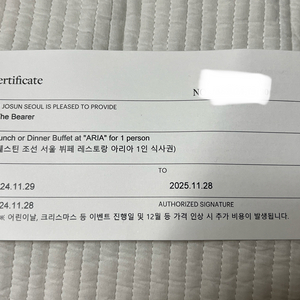 ertificate
N
JOSUN SEOUL IS PLEASED TO PROVIDE
he Bearer
unch or Dinner Buffet at "ARIA" for 1 person
스틴 조선 서울 뷔페 레스토랑 아리아 1인 식사권)
TO
24.11.29 2025.11.28
24.11.28 AUTHORIZED SIGNATURE
어린이날, 크리스마스 등 이벤트 진행일 및 12월 등 가격 인상 시 추가 비용이 발생됩니다.